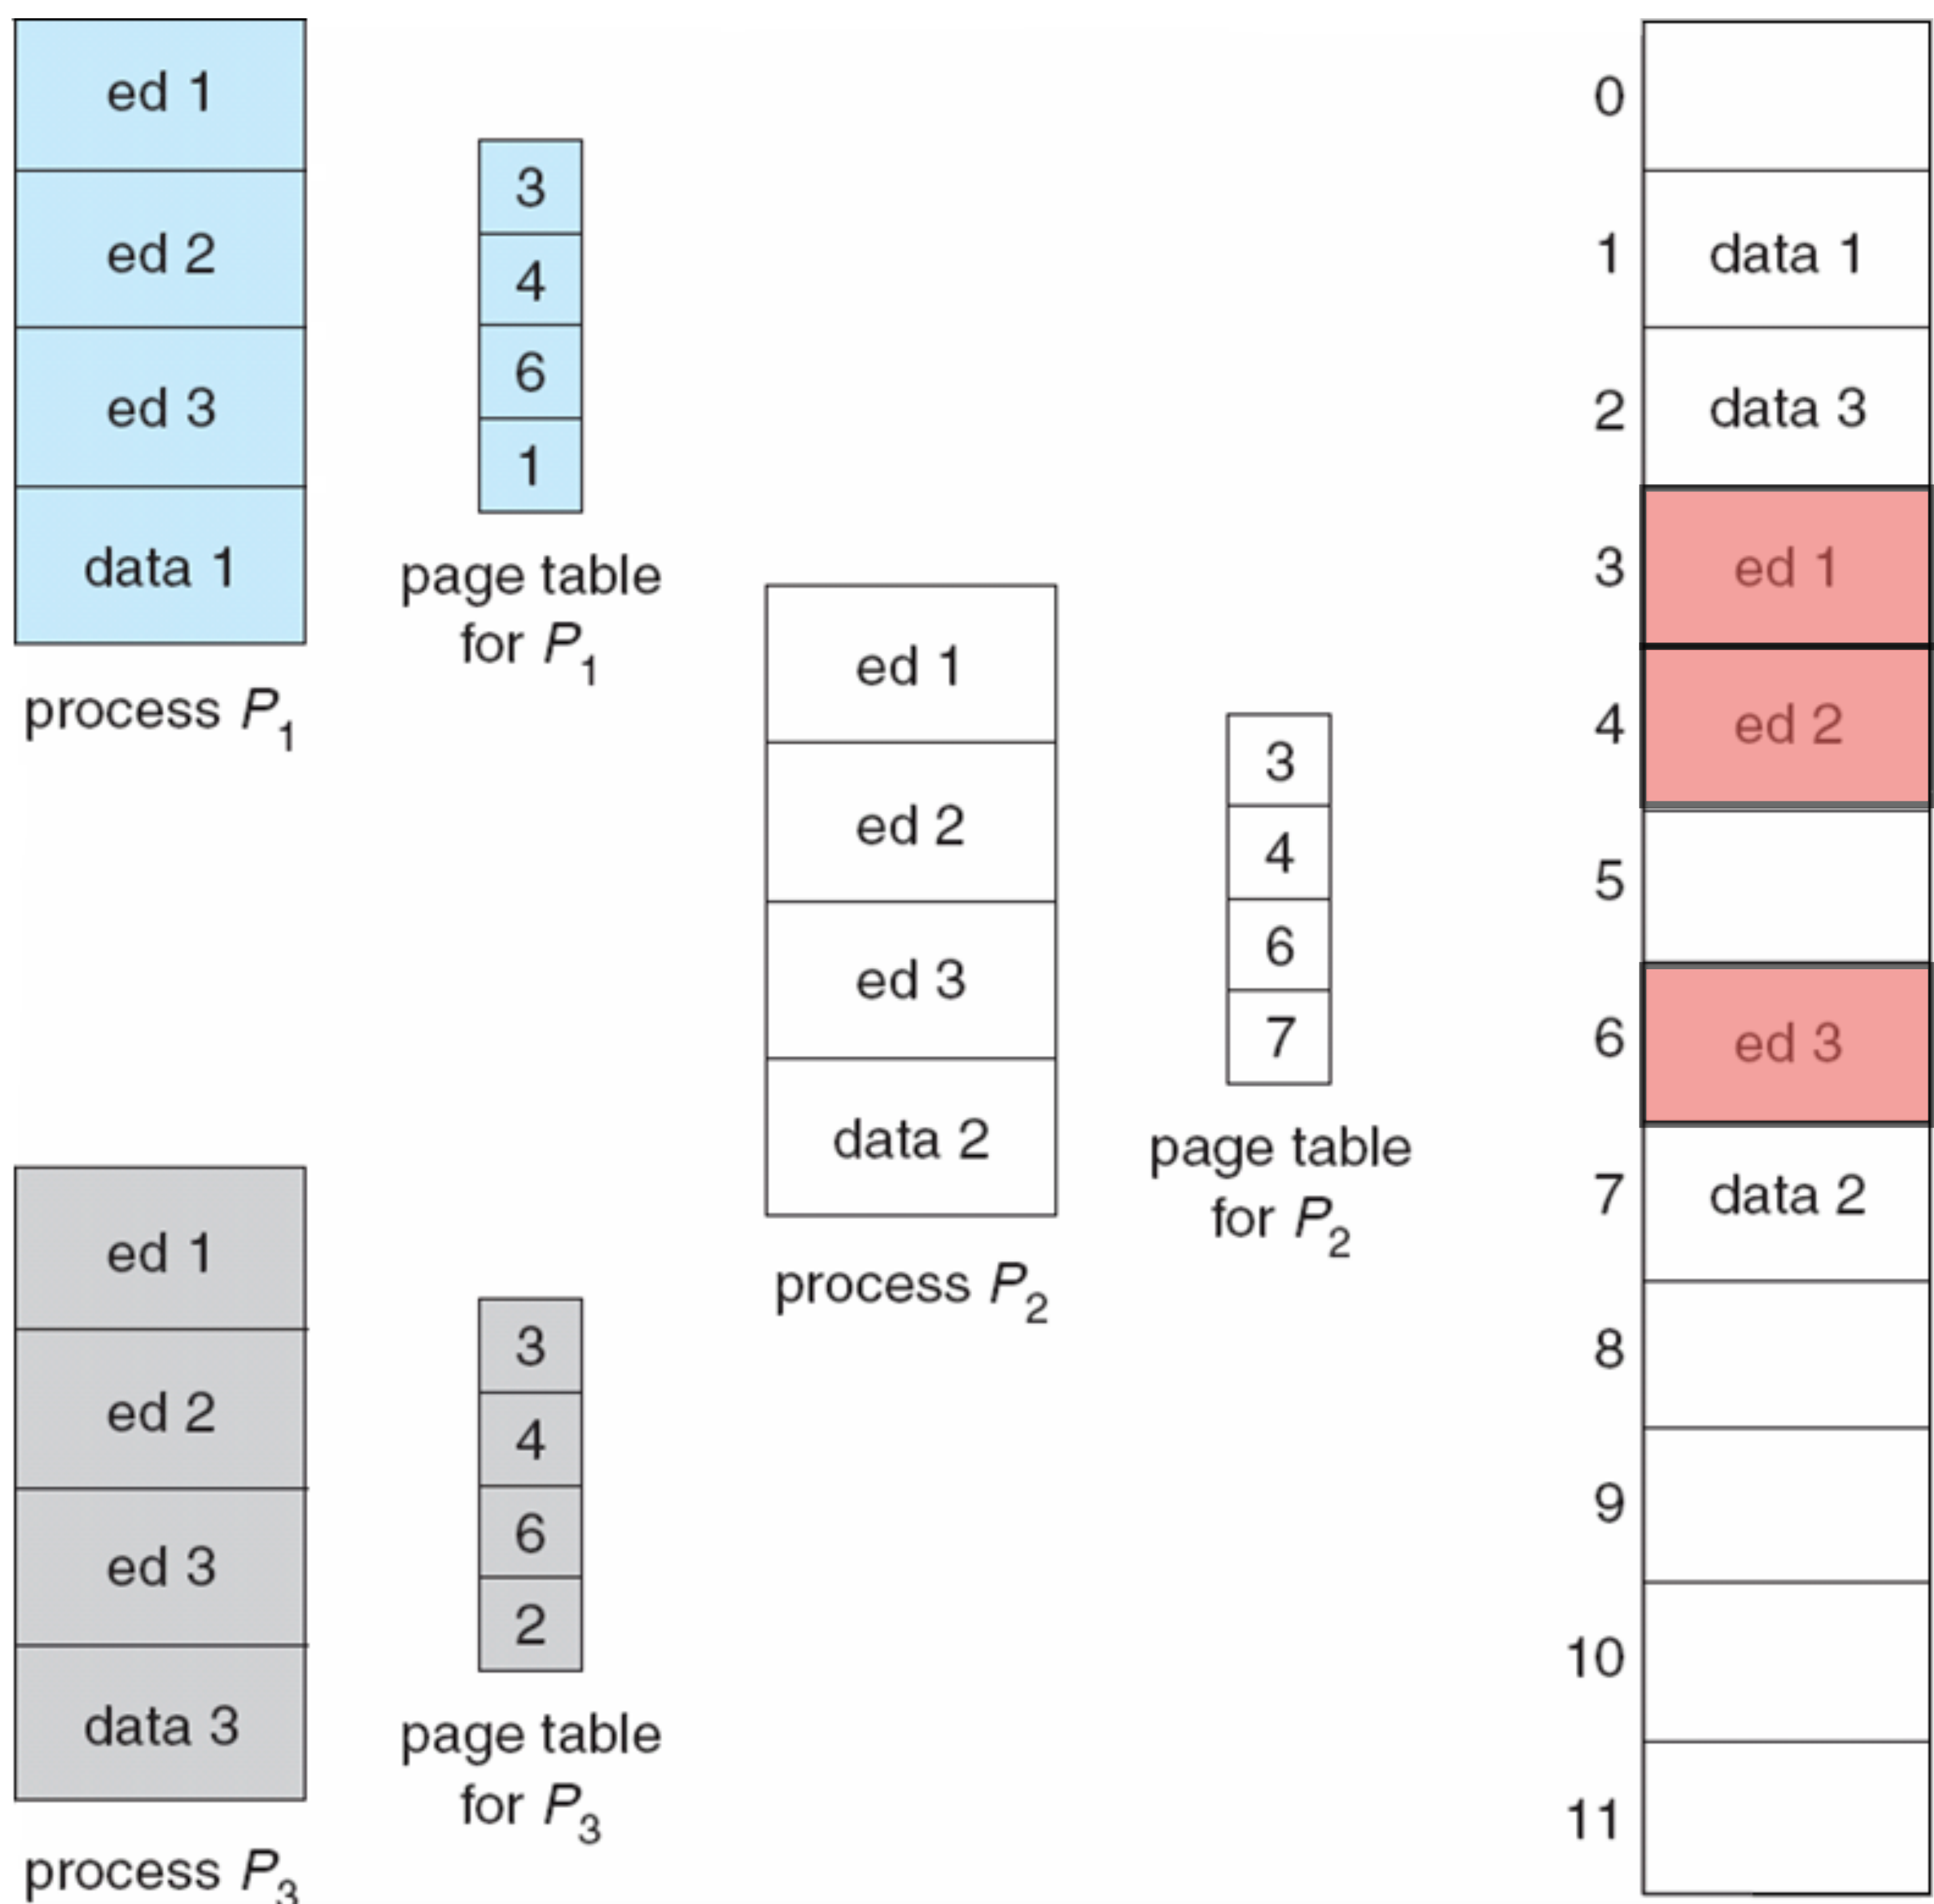 ed 1
ed 2
ed 3
data 1
process P1
3
4
6
1
page table
for P1
ed 1
ed 2
ed 3
data 2
process P2
3
4
6
7
page table
for P2
ed 1
ed 2
ed 3
data 3
process P3
3
4
6
2
page table
for P3
0
1 data 1
2 data 3
3 ed 1
4 ed 2
5
6 ed 3
7 data 2
8
9
10
11